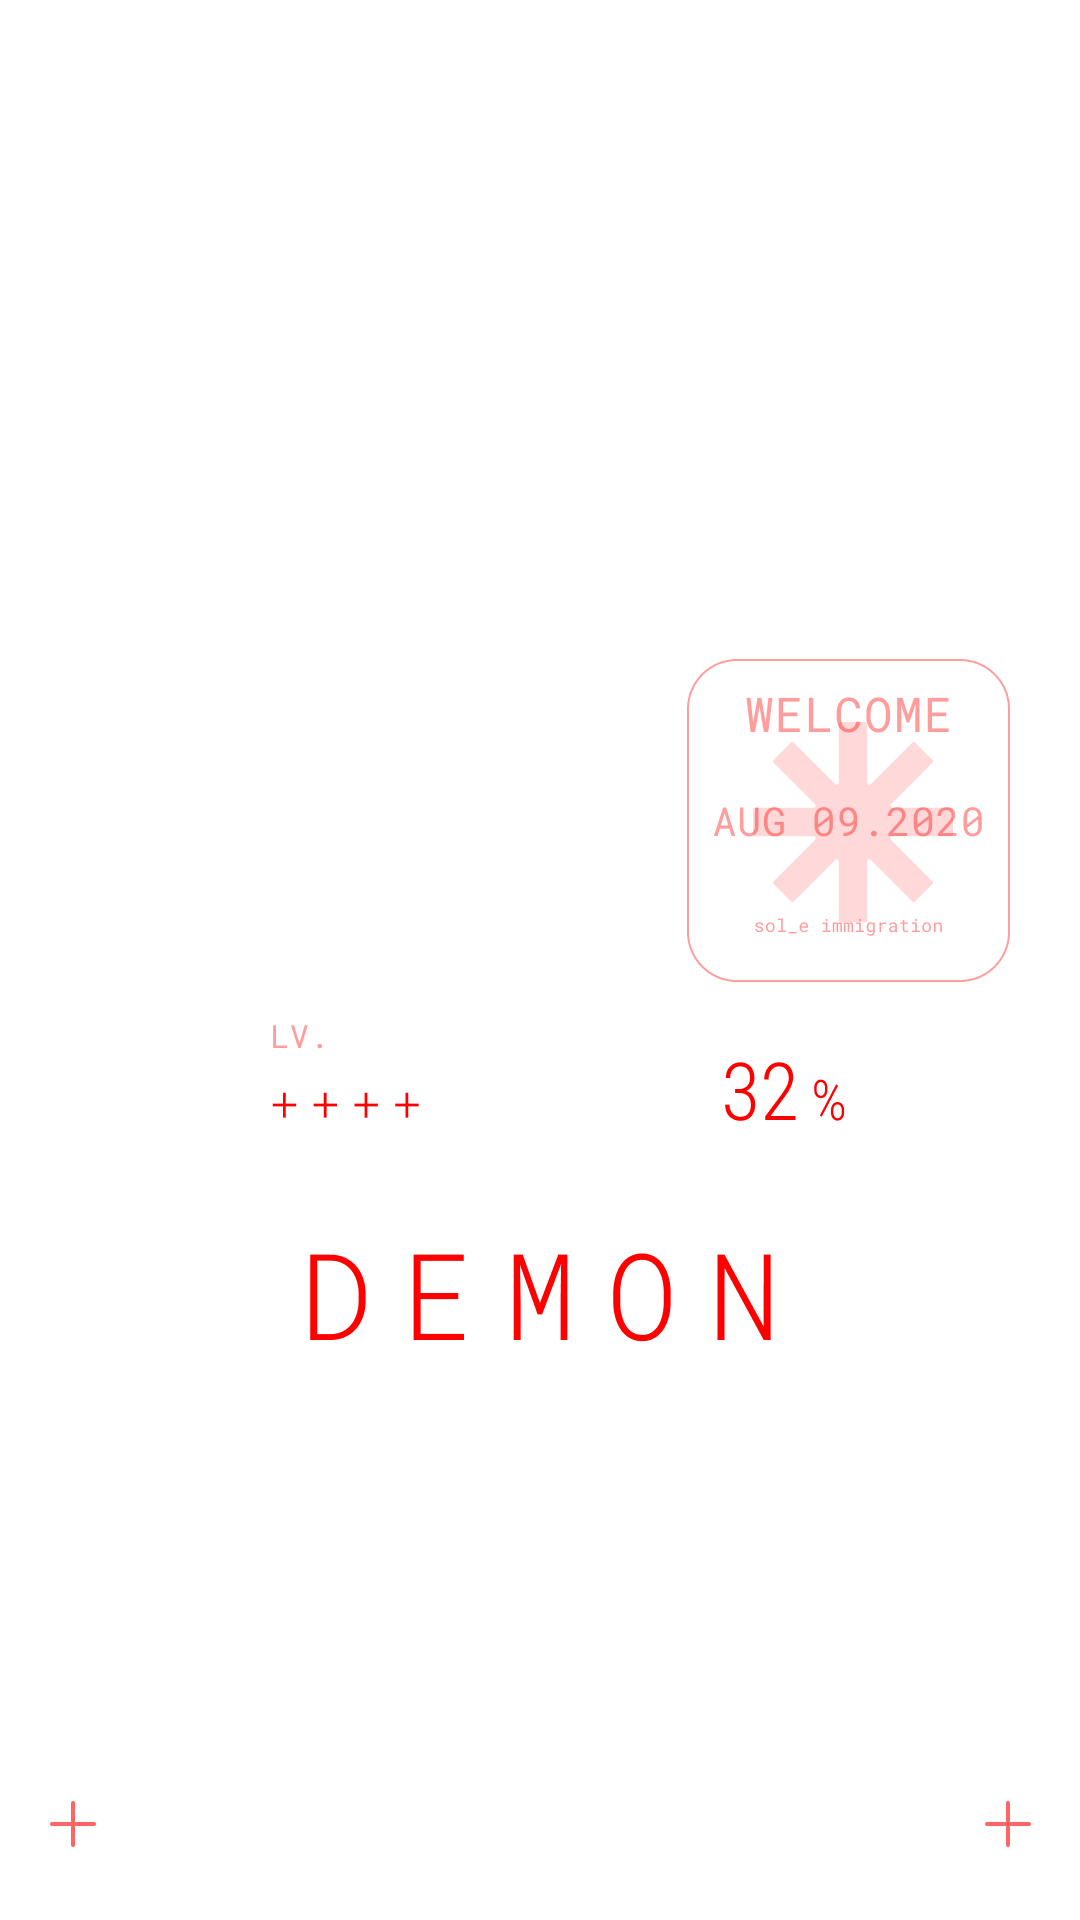 WELCOME
AUG 09.2020
sol_e immigration
LV.
++++
32 %
DEMON